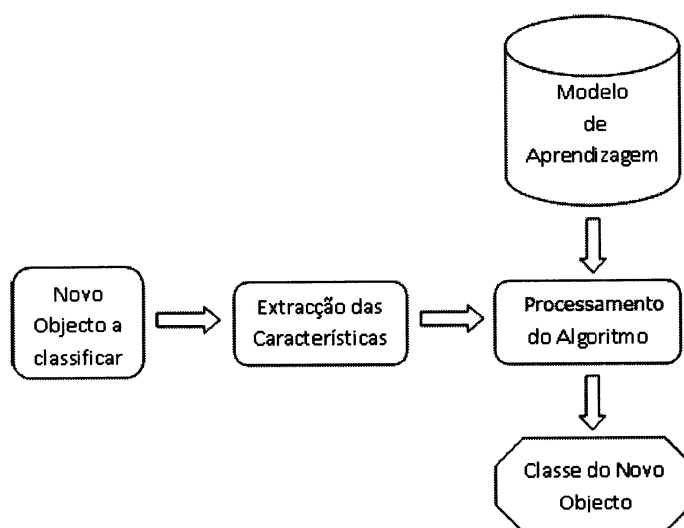 Modelo
de
Aprendizagem
Novo
Objecto a
classificar
Extracção das
Características
Processamento
do Algoritmo
Classe do Novo
Objecto